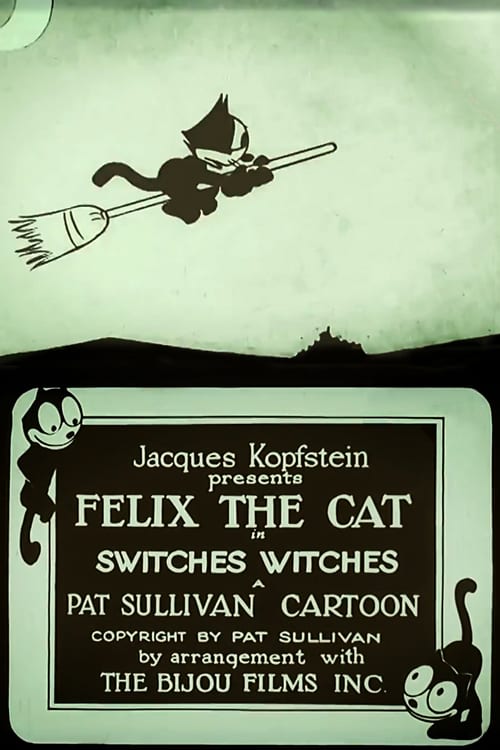 Jacques Kopfstein
presents
FELIX THE CAT
in
SWITCHES WITCHES
A
PAT SULLIVAN CARTOON
COPYRIGHT BY PAT SULLIVAN
by arrangement with
THE BIJOU FILMS INC.